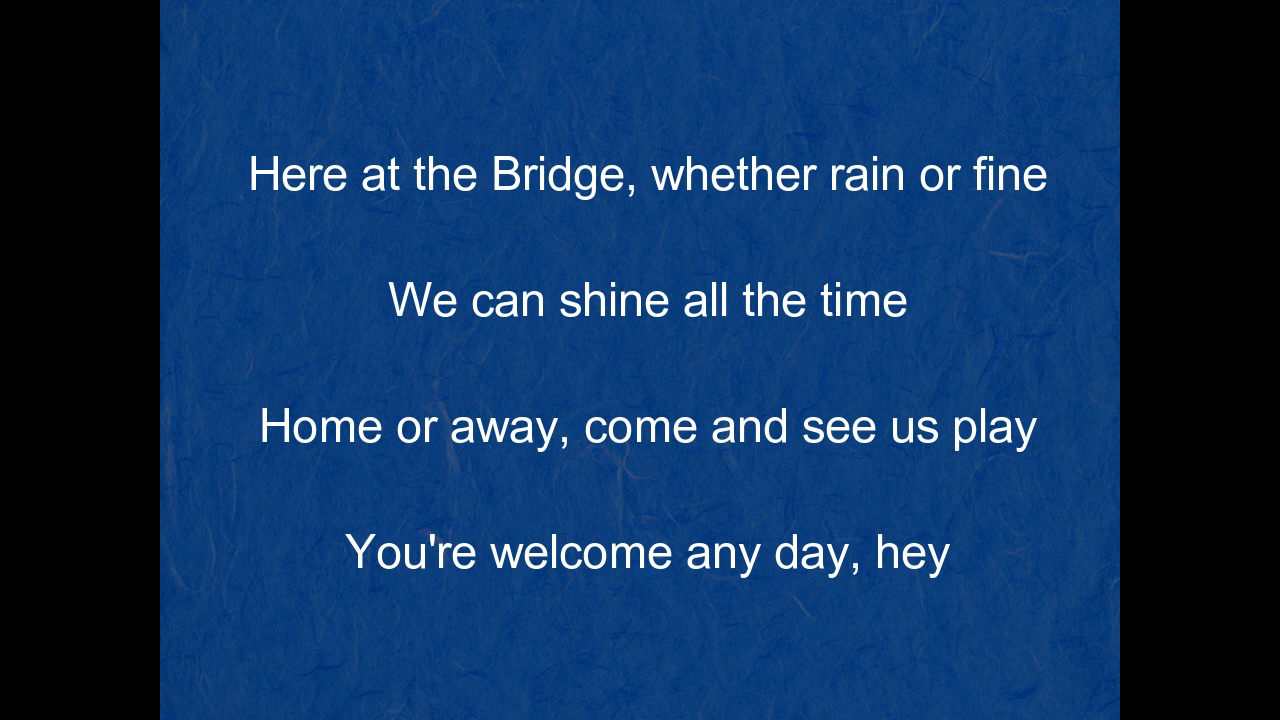 Here at the Bridge, whether rain or fine
We can shine all the time
Home or away, come and see us play
You're welcome any day, hey